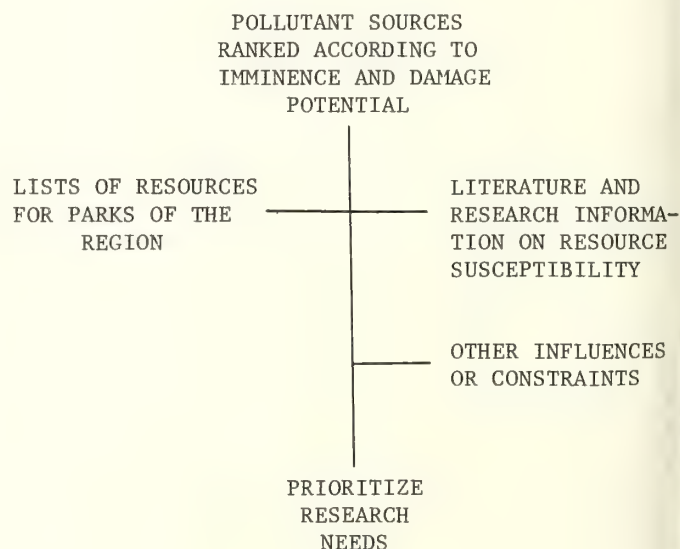 POLLUTANT SOURCES
RANKED ACCORDING TO
IMMINENCE AND DAMAGE
POTENTIAL
LISTS OF RESOURCES
FOR PARKS OF THE
REGION
LITERATURE AND
RESEARCH INFORMA-
TION ON RESOURCE
SUSCEPTIBILITY
OTHER INFLUENCES
OR CONSTRAINTS
PRIORITIZE
RESEARCH
NEEDS